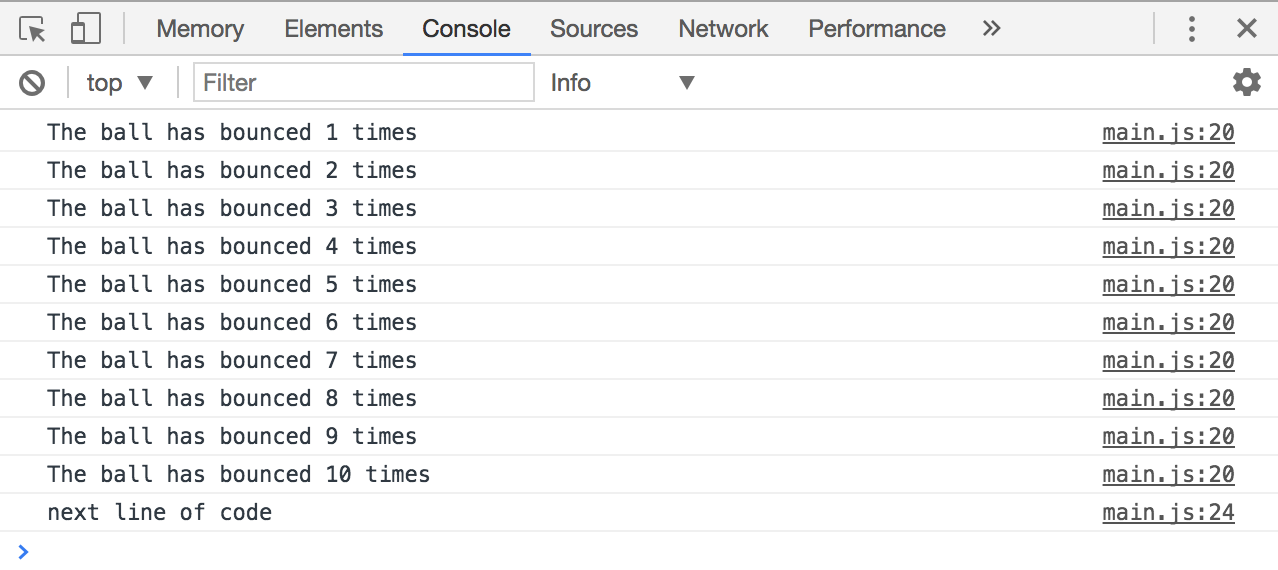 Memory Elements Console Sources Network Performance »
top ▼ Filter Info ▼
The ball has bounced 1 times main.js:20
The ball has bounced 2 times main.js:20
The ball has bounced 3 times main.js:20
The ball has bounced 4 times main.js:20
The ball has bounced 5 times main.js:20
The ball has bounced 6 times main.js:20
The ball has bounced 7 times main.js:20
The ball has bounced 8 times main.js:20
The ball has bounced 9 times main.js:20
The ball has bounced 10 times main.js:20
next line of code main.js:24